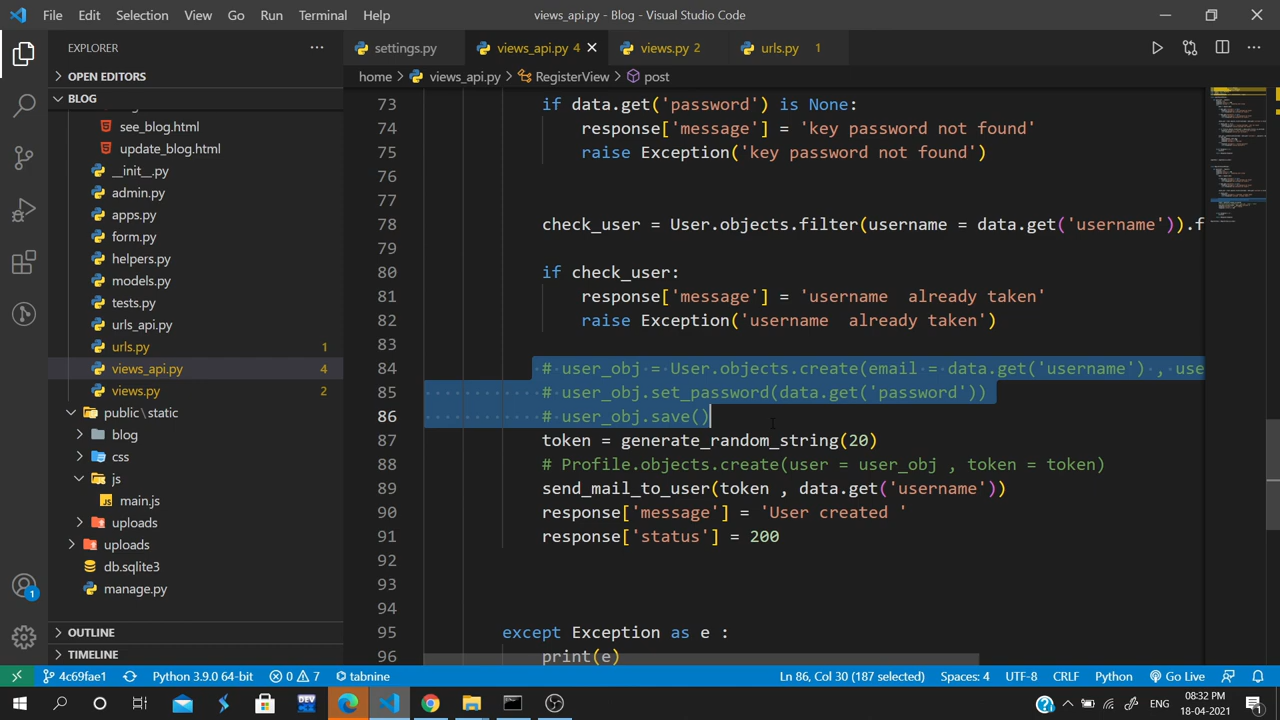 File Edit Selection View Go Run Terminal Help views_api.py - Blog - Visual Studio Code
EXPLORER
OPEN EDITORS
BLOG
see_blog.html
update_blog.html
__init__.py
admin.py
apps.py
form.py
helpers.py
models.py
tests.py
urls_api.py
urls.py 1
views_api.py 4
views.py 2
public\static
blog
css
js
main.js
uploads
uploads
db.sqlite3
manage.py
OUTLINE
TIMELINE
settings.py views_api.py 4 views.py 2 urls.py 1
home > views_api.py > RegisterView > post
73 if data.get('password') is None:
74 response['message'] = 'key password not found'
75 raise Exception('key password not found')
76
77
78 check_user = User.objects.filter(username = data.get('username')).f
79
80 if check_user:
81 response['message'] = 'username  already taken'
82 raise Exception('username  already taken')
83
84 # user_obj = User.objects.create(email = data.get('username') , use
85 # user_obj.set_password(data.get('password'))
86 # user_obj.save()
87 token = generate_random_string(20)
88 # Profile.objects.create(user = user_obj , token = token)
89 send_mail_to_user(token , data.get('username'))
90 response['message'] = 'User created '
91 response['status'] = 200
92
93
94
95 except Exception as e :
96 print(e)
4c69fae1 Python 3.9.0 64-bit 0 7 tabnine Ln 86, Col 30 (187 selected) Spaces: 4 UTF-8 CRLF Python Go Live
1
ENG
08:32 PM
18-04-2021
1